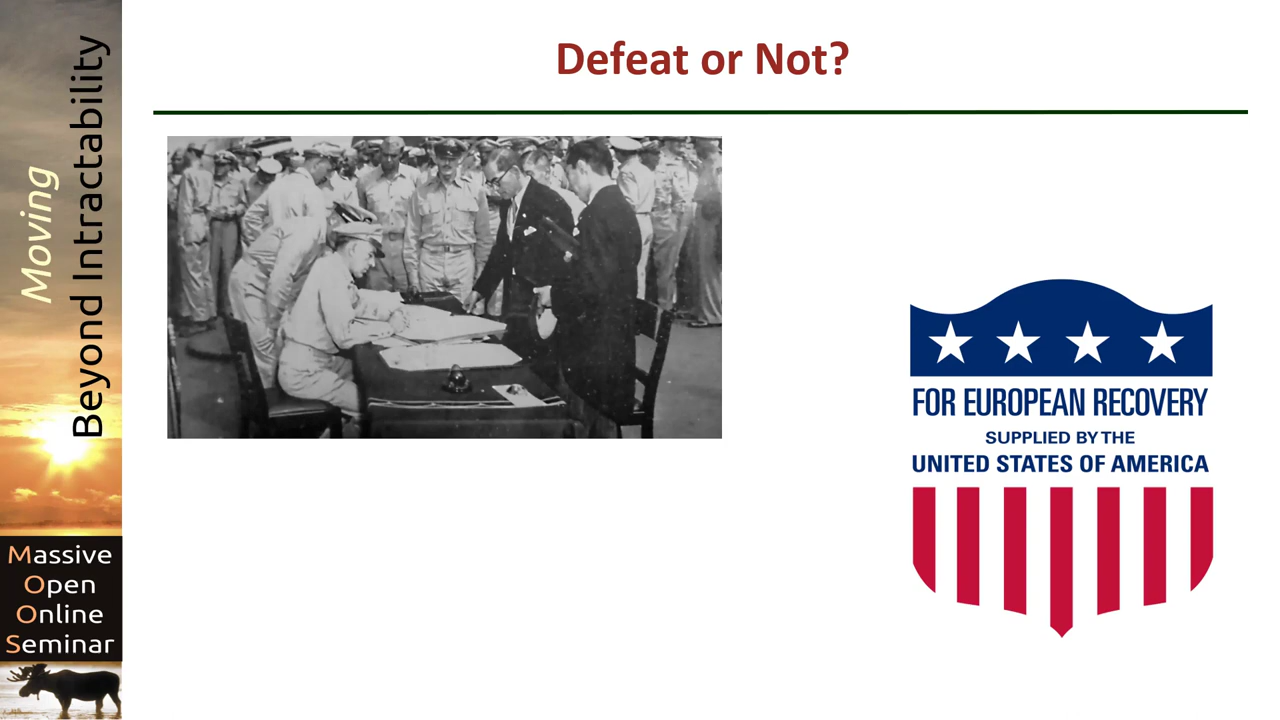 Moving
Beyond Intractability
Massive
Open
Online
Seminar
Defeat or Not?
FOR EUROPEAN RECOVERY
SUPPLIED BY THE
UNITED STATES OF AMERICA